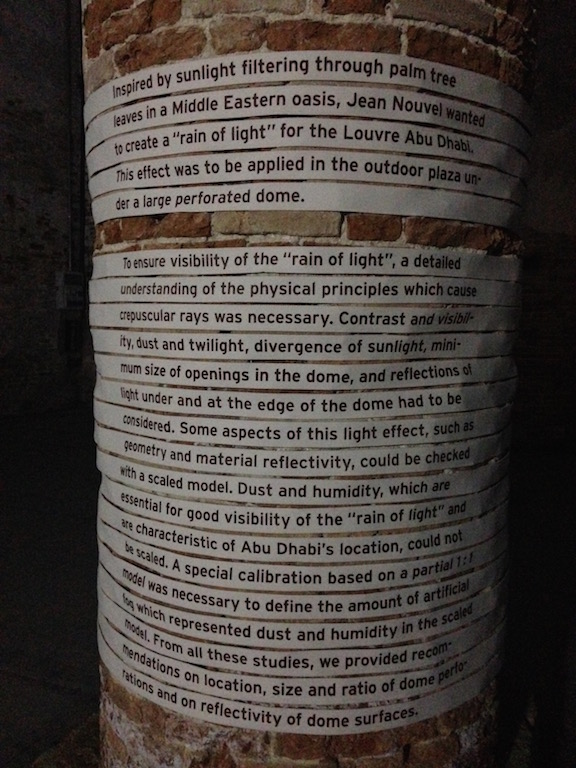 Inspired by sunlight filtering through palm tree
leaves in a Middle Eastern oasis, Jean Nouvel wanted
to create a "rain of light" for the Louvre Abu Dhabi.
This effect was to be applied in the outdoor plaza un-
der a large perforated dome.
To ensure visibility of the "rain of light", a detailed
understanding of the physical principles which cause
crepuscular rays was necessary. Contrast and visibil-
ity, dust and twilight, divergence of sunlight, mini-
mum size of openings in the dome, and reflections of
light under and at the edge of the dome had to be
considered. Some aspects of this light effect, such as
geometry and material reflectivity, could be checked
with a scaled model. Dust and humidity, which are
essential for good visibility of the "rain of light" and
are characteristic of Abu Dhabi's location, could not
be scaled. A special calibration based on a partial 1:1
model was necessary to define the amount of artificial
fog which represented dust and humidity in the scaled
model. From all these studies, we provided recom-
mendations on location, size and ratio of dome perfo-
rations and on reflectivity of dome surfaces.